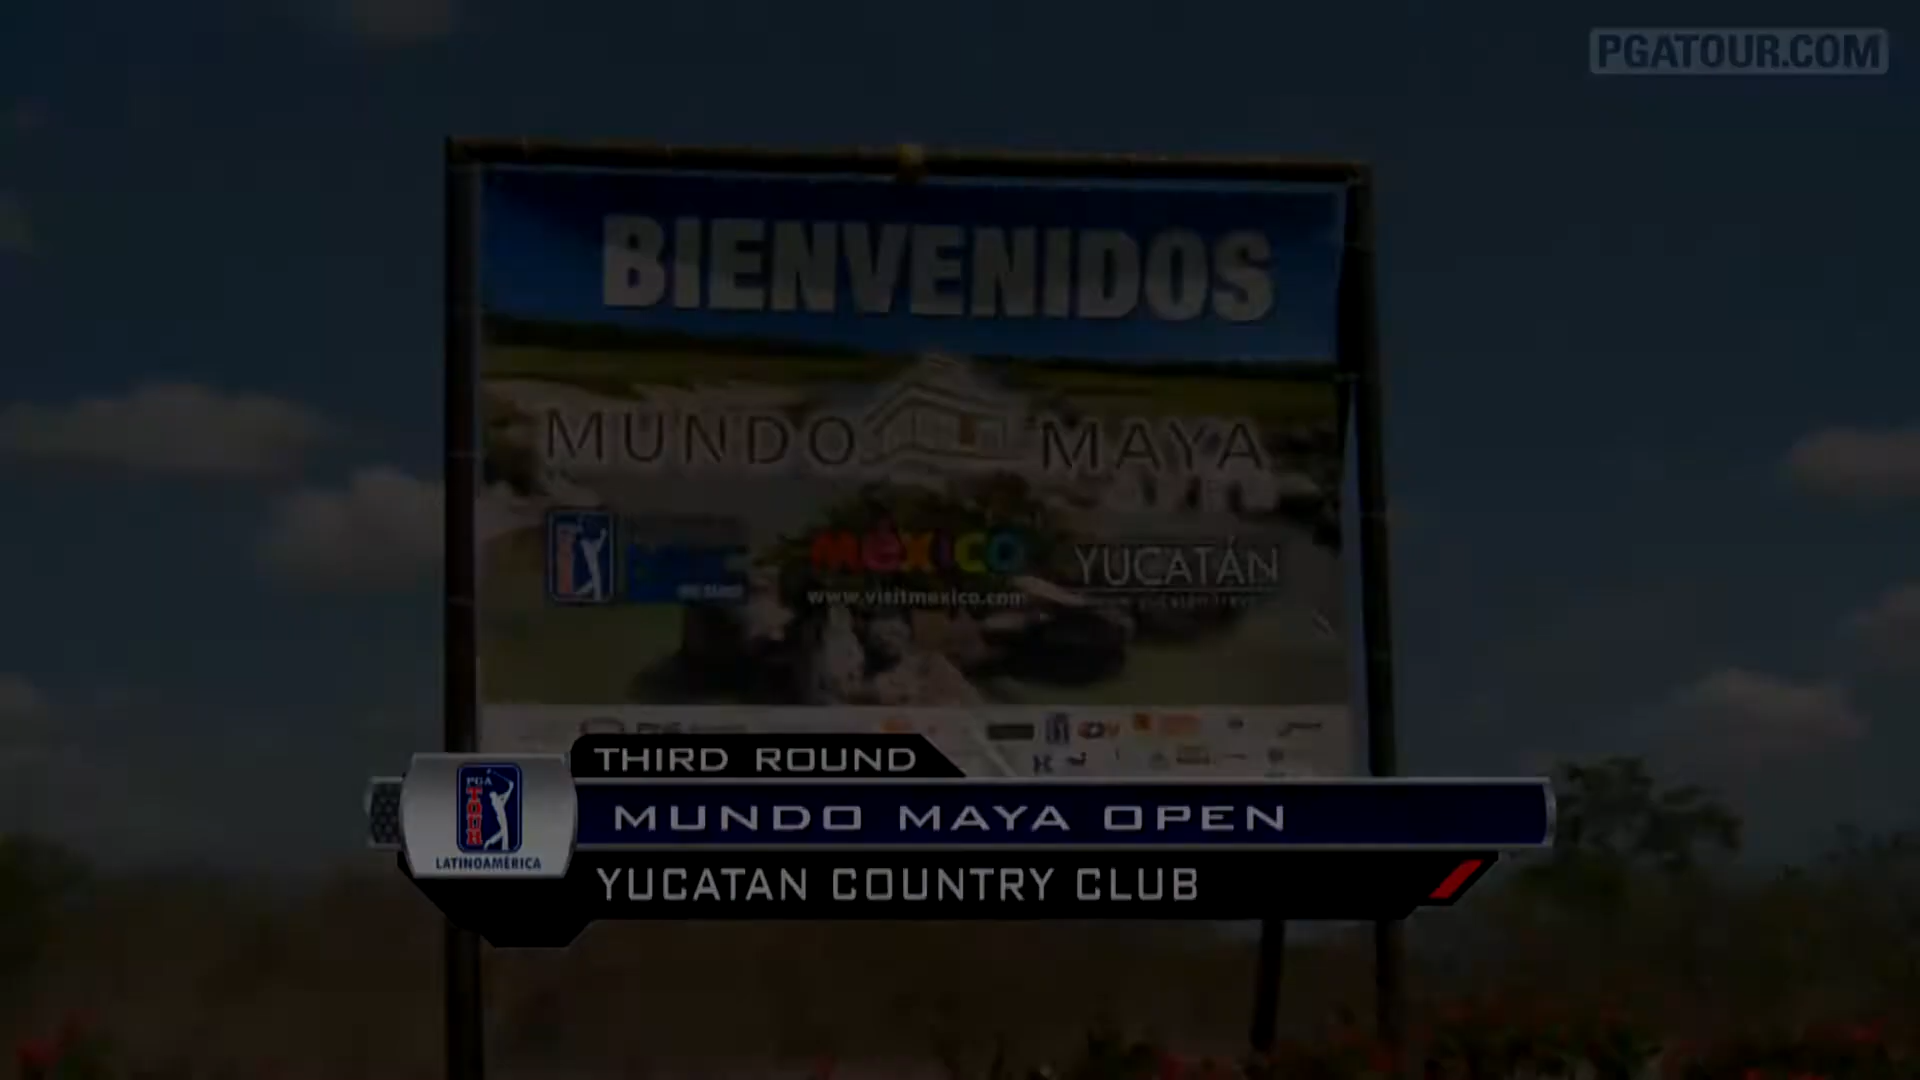 PGATOUR.COM
BIENVENIDOS
MUNDO MAYA
MéXICO
YUCATÁN
www.visitmexico.com
THIRD ROUND
PGA
TOUR
MUNDO MAYA OPEN
LATINOAMÉRICA
YUCATAN COUNTRY CLUB